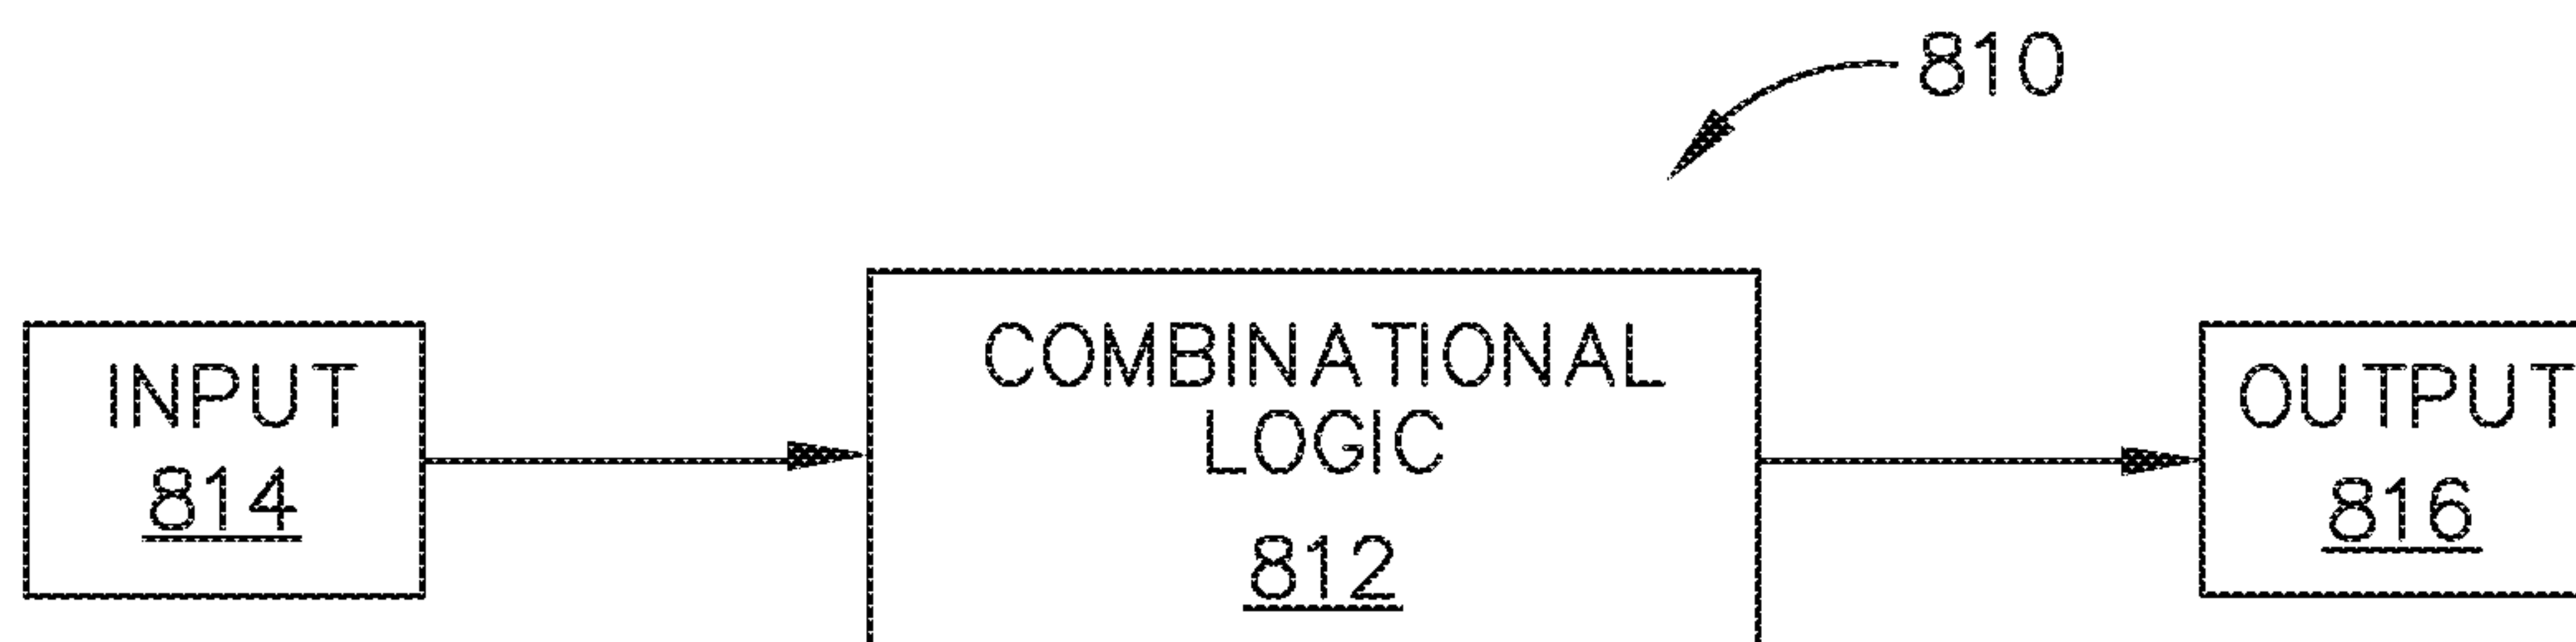 810
INPUT
814
COMBINATIONAL
LOGIC
812
OUTPUT
816